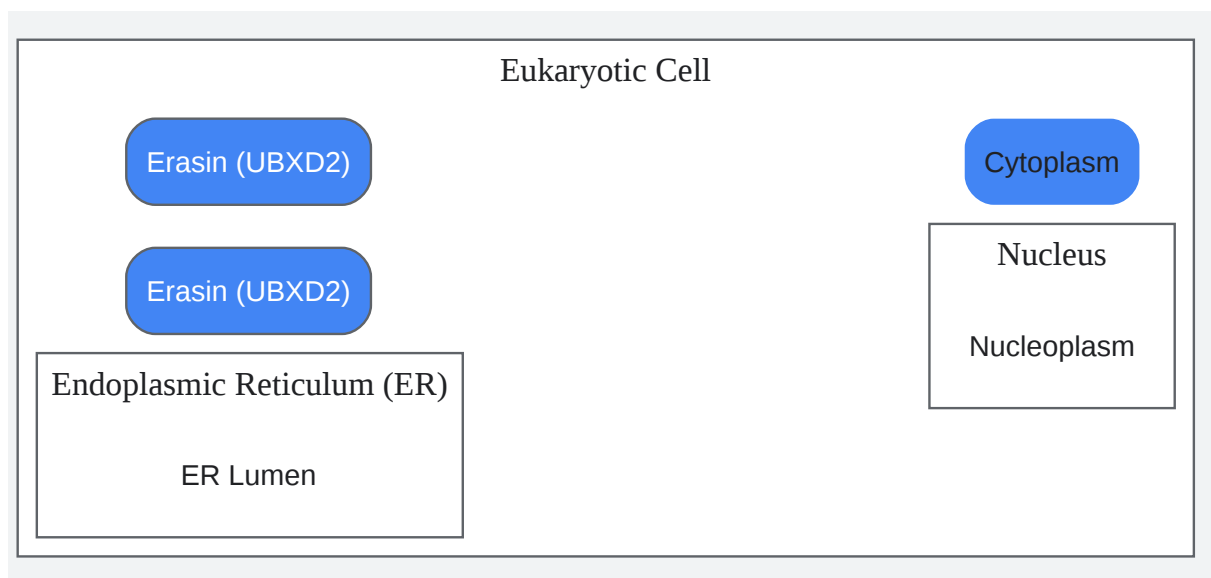 Eukaryotic Cell
Erasin (UBXD2)
Cytoplasm
Erasin (UBXD2)
Nucleus
Nucleoplasm
Endoplasmic Reticulum (ER)
ER Lumen